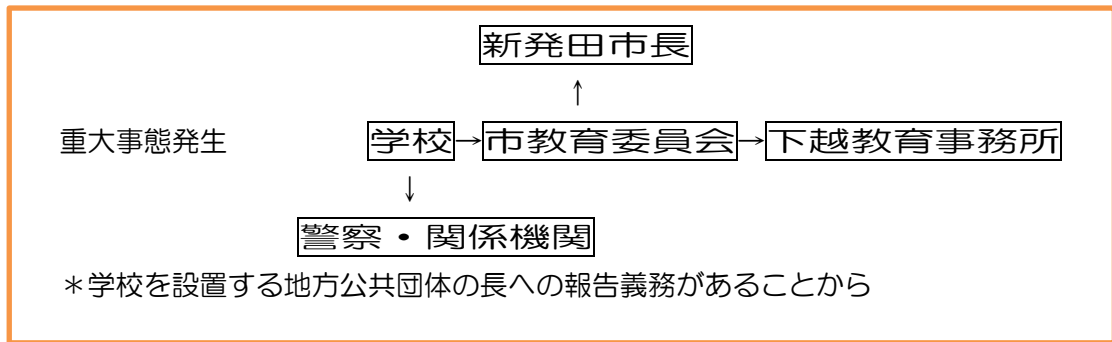 新発田市長
↑
重大事態発生 学校→市教育委員会→下越教育事務所
↓
警察・関係機関
＊学校を設置する地方公共団体の長への報告義務があることから